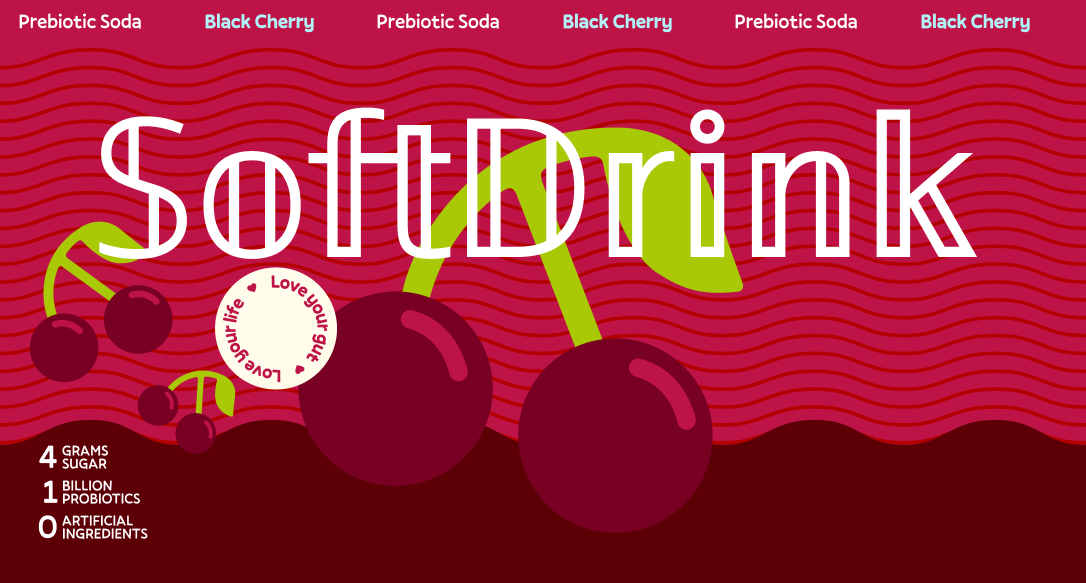 Prebiotic Soda Black Cherry Prebiotic Soda Black Cherry Prebiotic Soda Black Cherry
SoftDrink
Love your gut
Love your life
4 GRAMS
SUGAR
1 BILLION
PROBIOTICS
0 ARTIFICIAL
INGREDIENTS